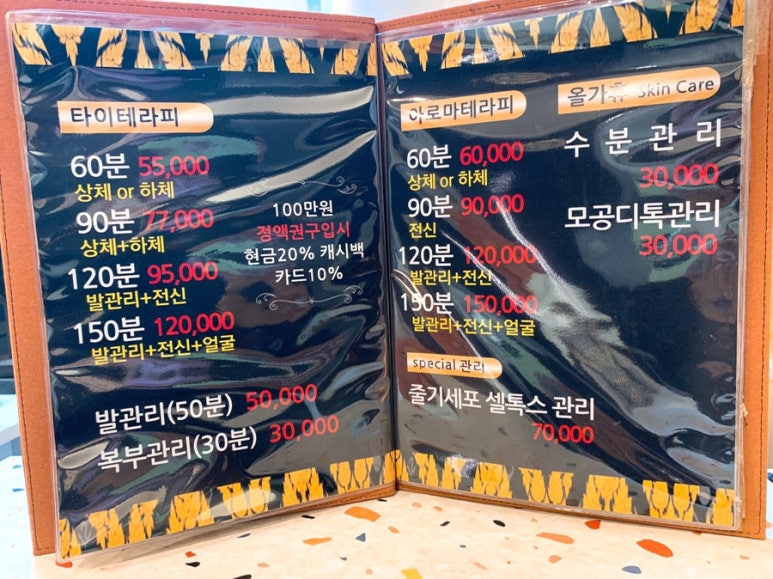 타이테라피
60분 55,000
상체 or 하체
90분 77,000
상체+하체
120분 95,000
발관리+전신
150분 120,000
발관리+전신+얼굴
100만원
정액권구입시
현금20% 캐시백
카드10%
발관리(50분) 50,000
복부관리(30분) 30,000
아로마테라피
60분 60,000
상체 or 하체
90분 90,000
전신
120분 120,000
발관리+전신
150분 150,000
발관리+전신+얼굴
올가휴 Skin Care
수분관리
30,000
모공디톡관리
30,000
special 관리
줄기세포 셀톡스 관리
70,000